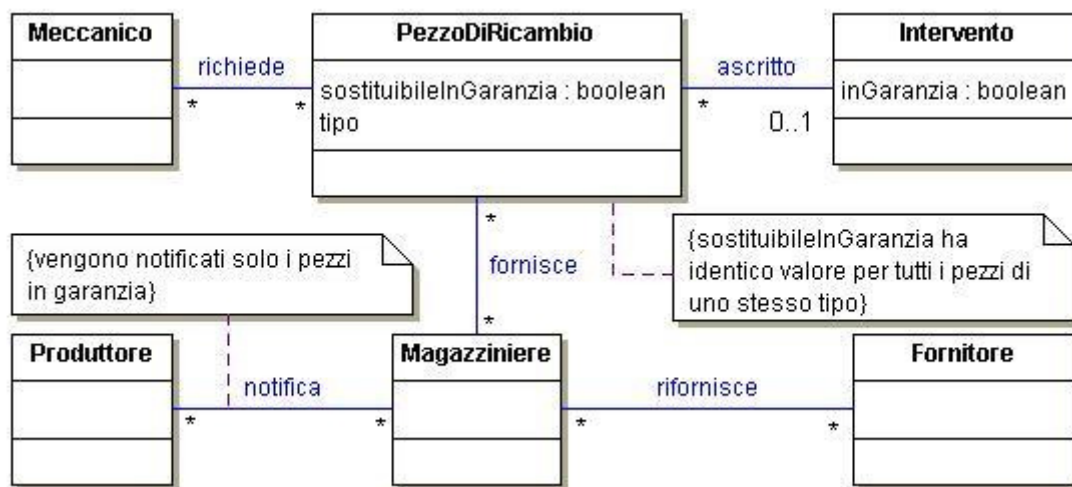 Meccanico
PezzoDiRicambio
Intervento
richiede
ascritto
sostituibileInGaranzia : boolean
tipo
inGaranzia : boolean
*
*
*
0..1
*
{vengono notificati solo i pezzi
in garanzia}
fornisce
{sostituibileInGaranzia ha
identico valore per tutti i pezzi di
uno stesso tipo}
*
Produttore
Magazziniere
Fornitore
notifica
rifornisce
*
*
*
*